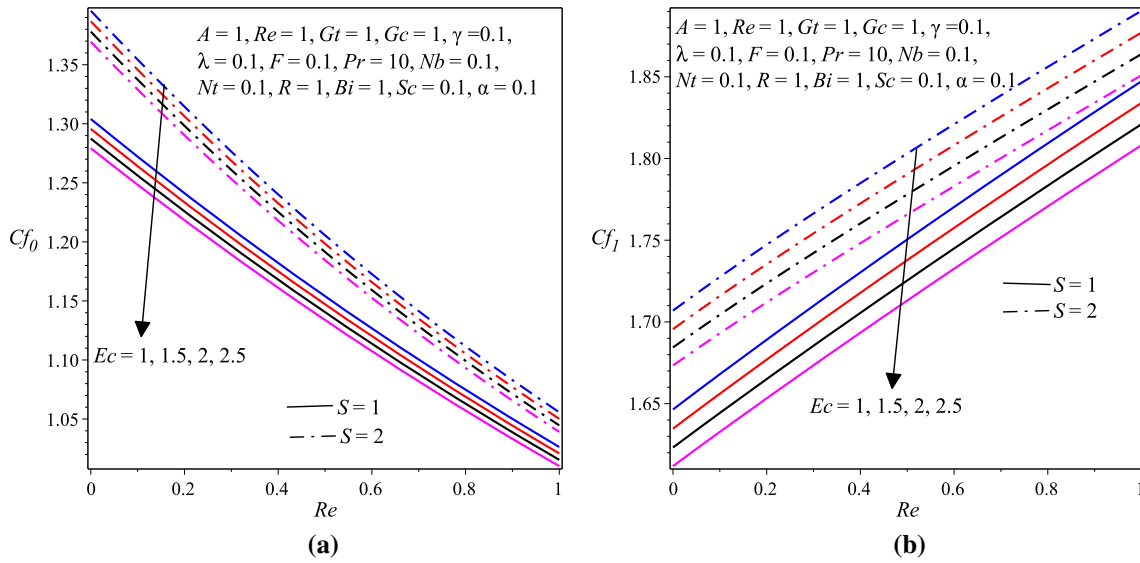 A = 1, Re = 1, Gt = 1, Gc = 1, γ =0.1,
λ = 0.1, F = 0.1, Pr = 10, Nb = 0.1,
Nt = 0.1, R = 1, Bi = 1, Sc = 0.1, α = 0.1
1.35
1.30
1.25
1.20
1.15
1.10
1.05
Cf₀
Ec = 1, 1.5, 2, 2.5
S = 1
S = 2
0 0.2 0.4 0.6 0.8 1
Re
(a)
A = 1, Re = 1, Gt = 1, Gc = 1, γ =0.1,
λ = 0.1, F = 0.1, Pr = 10, Nb = 0.1,
Nt = 0.1, R = 1, Bi = 1, Sc = 0.1, α = 0.1
1.85
1.80
1.75
1.70
1.65
Cf₁
S = 1
S = 2
Ec = 1, 1.5, 2, 2.5
0 0.2 0.4 0.6 0.8 1
Re
(b)